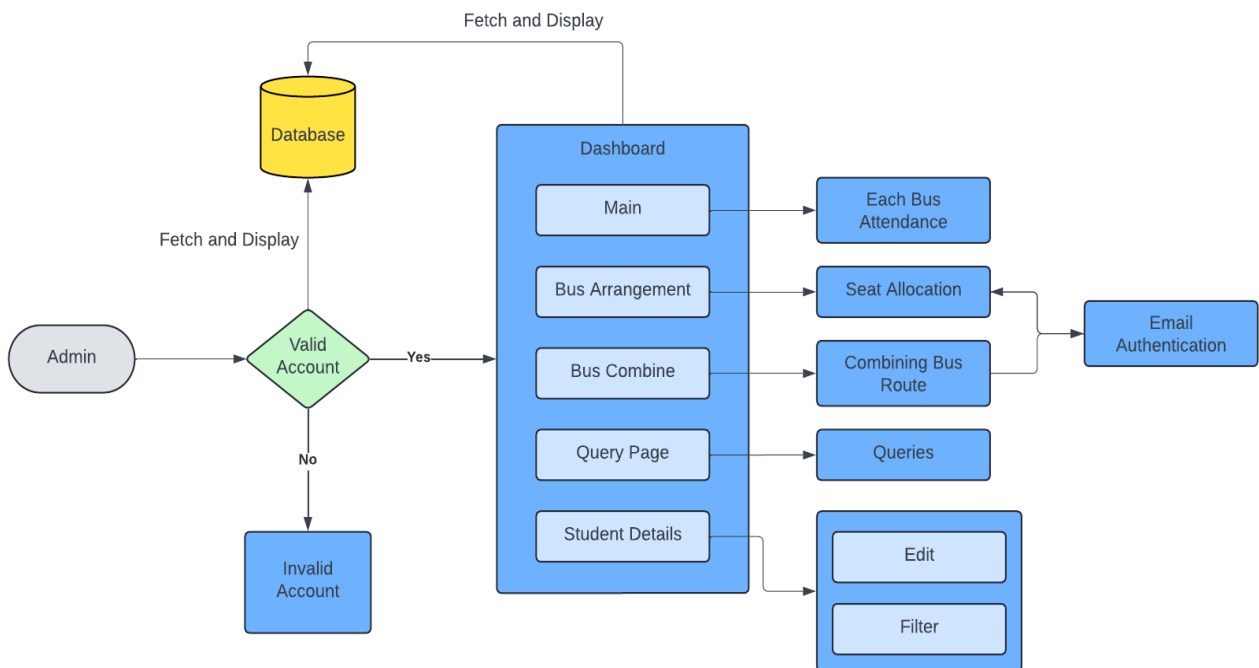 Fetch and Display
Database
Fetch and Display
Admin
Valid
Account
Yes
No
Invalid
Account
Dashboard
Main
Bus Arrangement
Bus Combine
Query Page
Student Details
Each Bus
Attendance
Seat Allocation
Combining Bus
Route
Queries
Edit
Filter
Email
Authentication